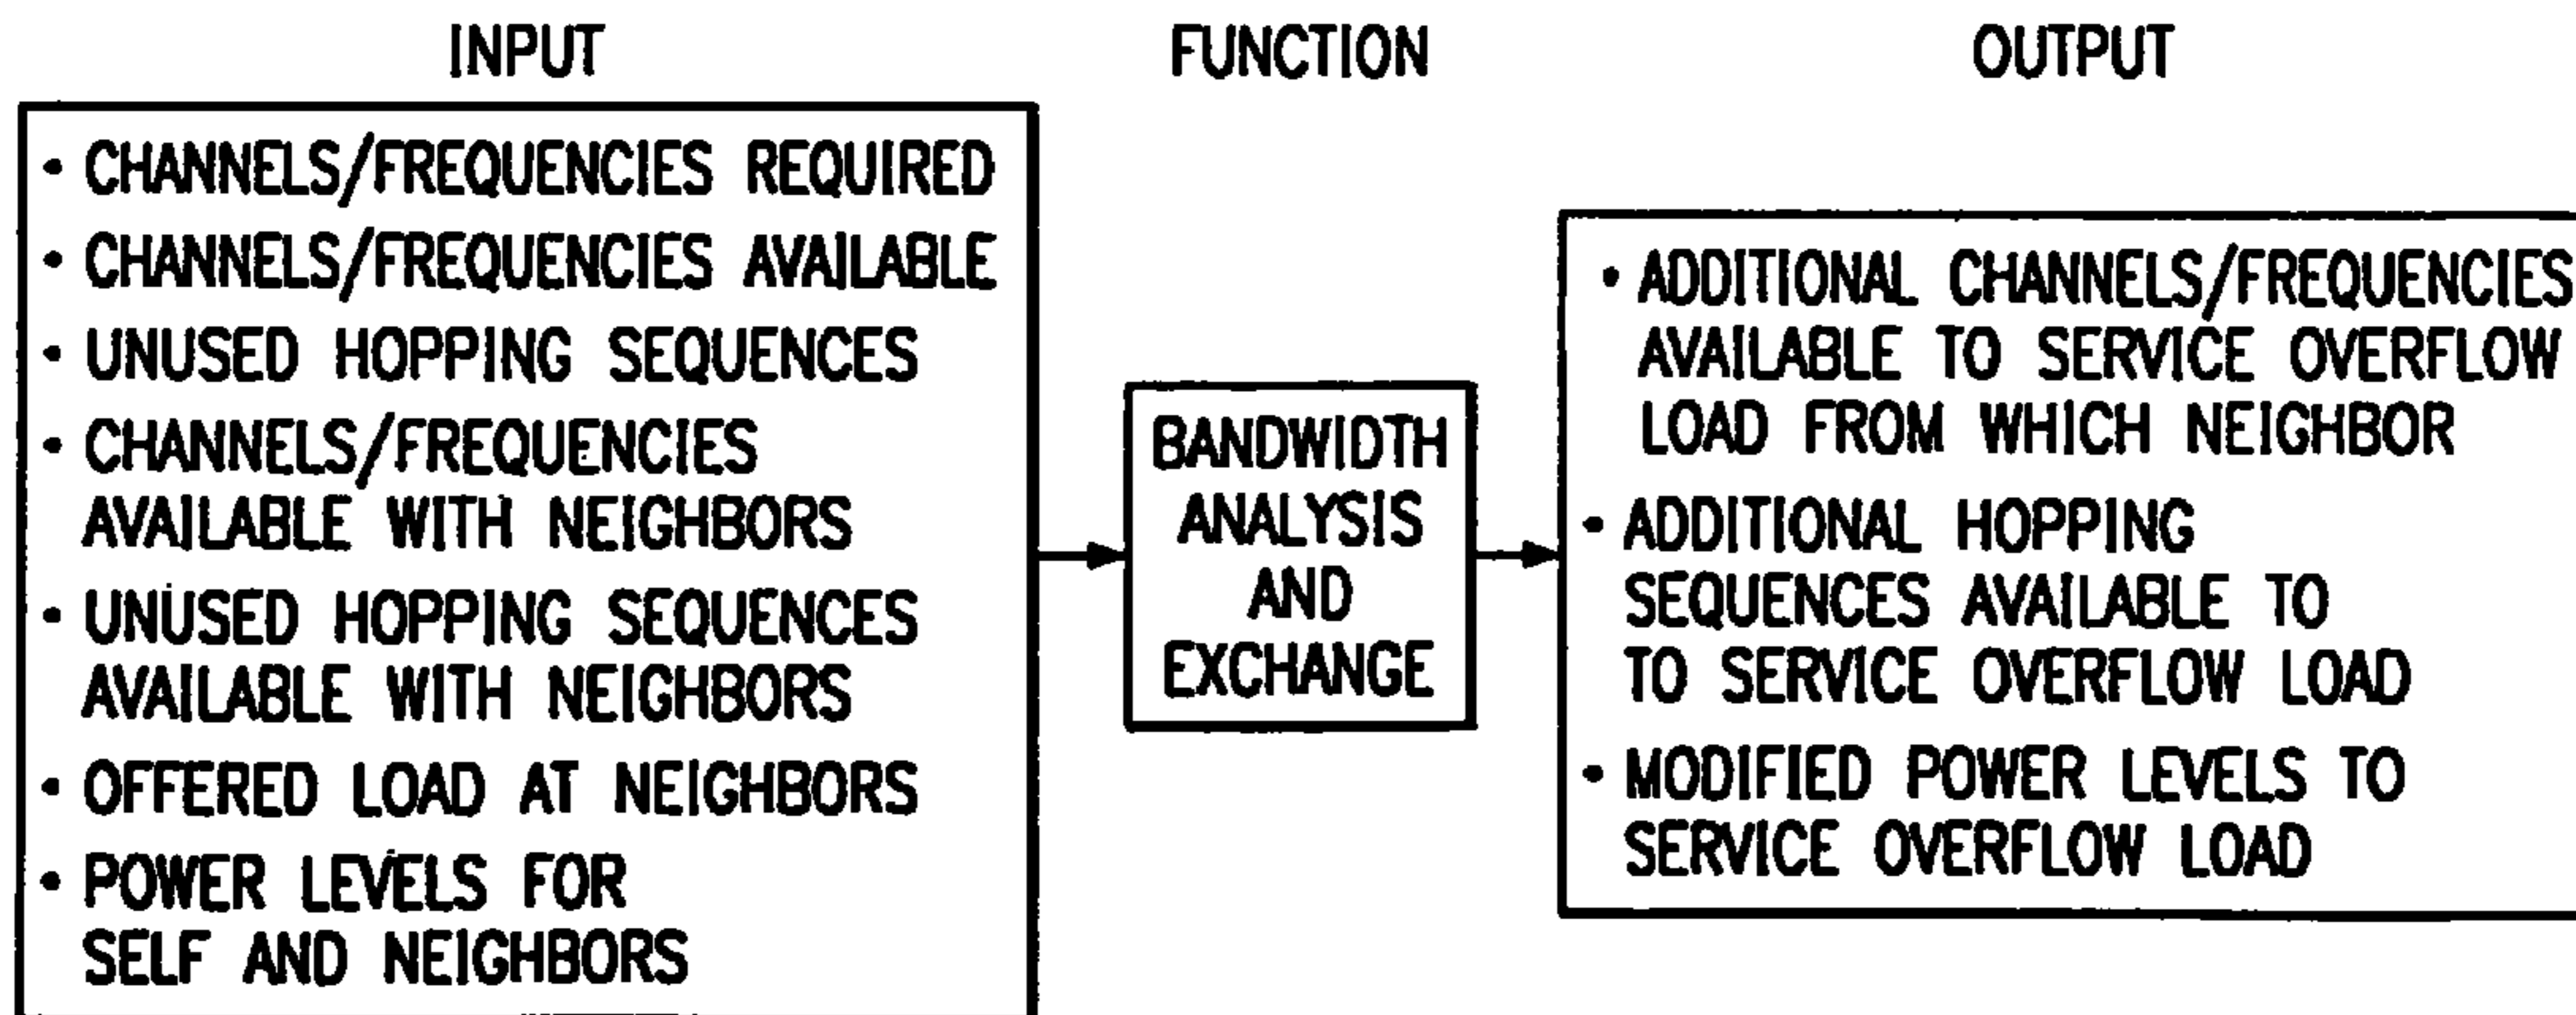 INPUT
• CHANNELS/FREQUENCIES REQUIRED
• CHANNELS/FREQUENCIES AVAILABLE
• UNUSED HOPPING SEQUENCES
• CHANNELS/FREQUENCIES
AVAILABLE WITH NEIGHBORS
• UNUSED HOPPING SEQUENCES
AVAILABLE WITH NEIGHBORS
• OFFERED LOAD AT NEIGHBORS
• POWER LEVELS FOR
SELF AND NEIGHBORS
FUNCTION
BANDWIDTH
ANALYSIS
AND
EXCHANGE
OUTPUT
• ADDITIONAL CHANNELS/FREQUENCIES
AVAILABLE TO SERVICE OVERFLOW
LOAD FROM WHICH NEIGHBOR
• ADDITIONAL HOPPING
SEQUENCES AVAILABLE TO
TO SERVICE OVERFLOW LOAD
• MODIFIED POWER LEVELS TO
SERVICE OVERFLOW LOAD